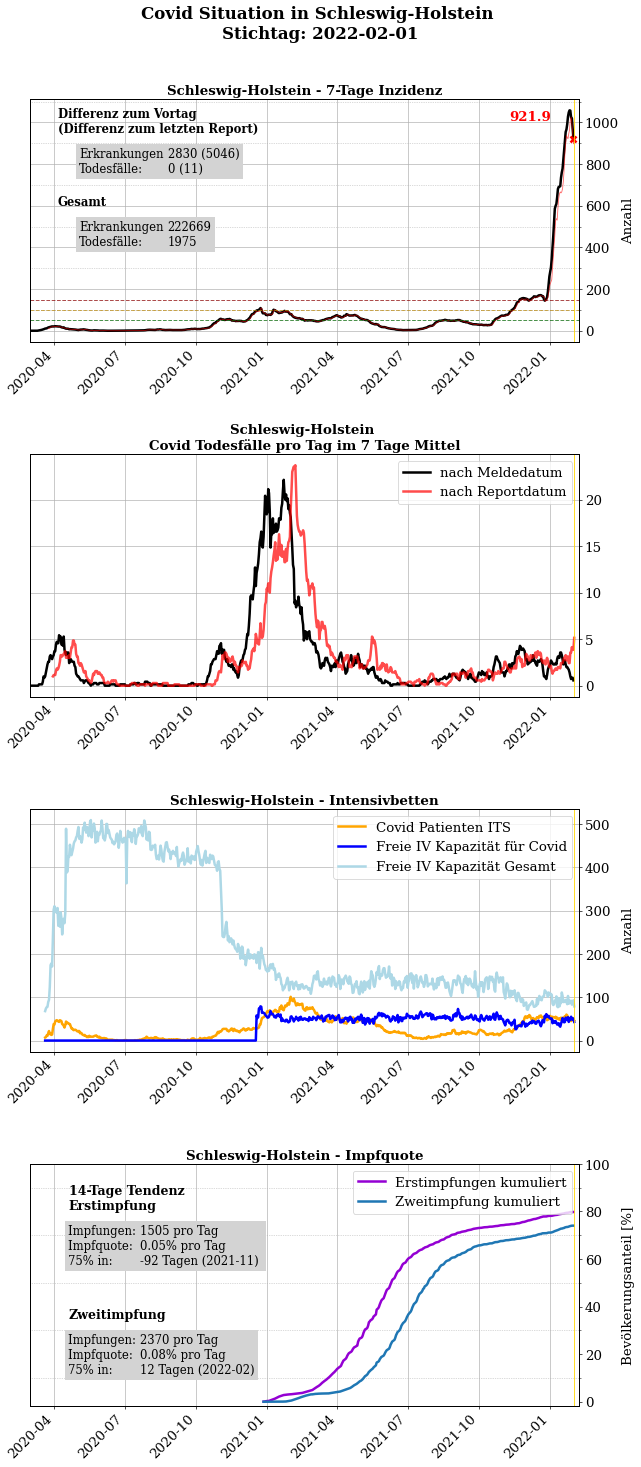 Covid Situation in Schleswig-Holstein
Stichtag: 2022-02-01
Schleswig-Holstein - 7-Tage Inzidenz
Differenz zum Vortag
(Differenz zum letzten Report)
Erkrankungen 2830 (5046)
Todesfälle: 0 (11)
Gesamt
Erkrankungen 222669
Todesfälle: 1975
921.9
1000
800
600
400
200
0
Anzahl
2020-04
2020-07
2020-10
2021-01
2021-04
2021-07
2021-10
2022-01
Schleswig-Holstein
Covid Todesfälle pro Tag im 7 Tage Mittel
nach Meldedatum
nach Reportdatum
20
15
10
5
0
2020-04
2020-07
2020-10
2021-01
2021-04
2021-07
2021-10
2022-01
Schleswig-Holstein - Intensivbetten
Covid Patienten ITS
Freie IV Kapazität für Covid
Freie IV Kapazität Gesamt
500
400
300
200
100
0
Anzahl
2020-04
2020-07
2020-10
2021-01
2021-04
2021-07
2021-10
2022-01
Schleswig-Holstein - Impfquote
14-Tage Tendenz
Erstimpfung
Impfungen: 1505 pro Tag
Impfquote: 0.05% pro Tag
75% in: -92 Tagen (2021-11)
Zweitimpfung
Impfungen: 2370 pro Tag
Impfquote: 0.08% pro Tag
75% in: 12 Tagen (2022-02)
Erstimpfungen kumuliert
Zweitimpfung kumuliert
100
80
60
40
20
0
Bevölkerungsanteil [%]
2020-04
2020-07
2020-10
2021-01
2021-04
2021-07
2021-10
2022-01